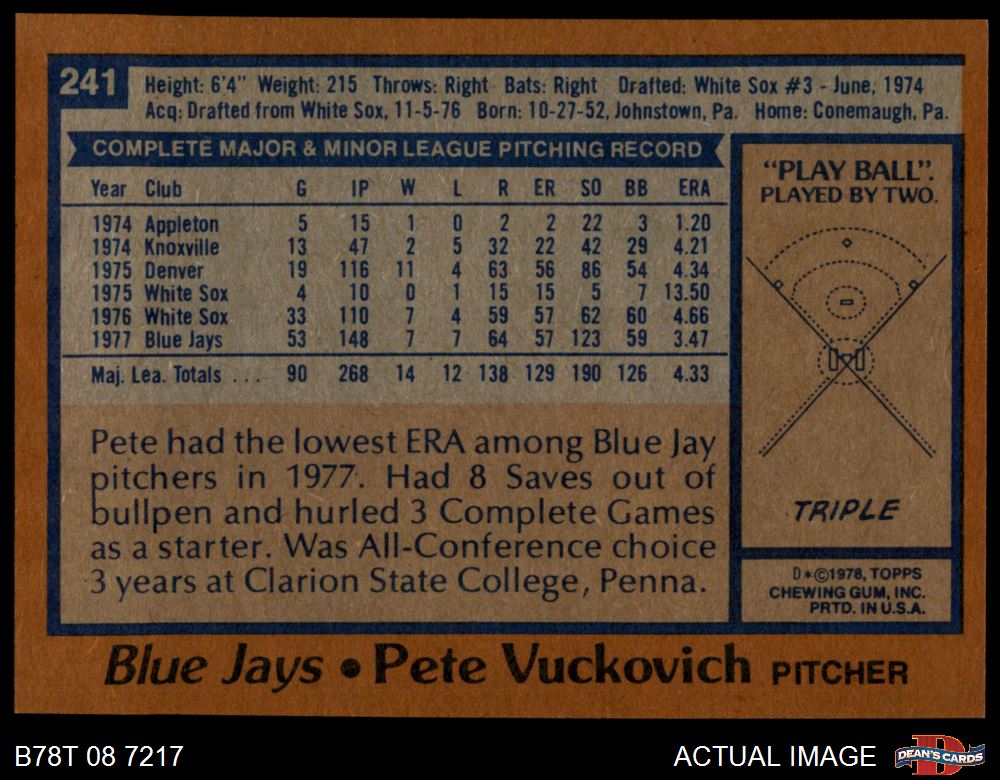 241
Height: 6'4" Weight: 215 Throws: Right Bats: Right Drafted: White Sox #3 - June, 1974
Acq: Drafted from White Sox, 11-5-76 Born: 10-27-52, Johnstown, Pa. Home: Conemaugh, Pa.
COMPLETE MAJOR & MINOR LEAGUE PITCHING RECORD
Year Club G IP W L R ER SO BB ERA
1974 Appleton 5 15 1 0 2 2 22 3 1.20
1974 Knoxville 13 47 2 5 32 22 42 29 4.21
1975 Denver 19 116 11 4 63 56 86 54 4.34
1975 White Sox 4 10 0 1 15 15 5 7 13.50
1976 White Sox 33 110 7 4 59 57 62 60 4.66
1977 Blue Jays 53 148 7 7 64 57 123 59 3.47
Maj. Lea. Totals . . . 90 268 14 12 138 129 190 126 4.33
Pete had the lowest ERA among Blue Jay
pitchers in 1977. Had 8 Saves out of
bullpen and hurled 3 Complete Games
as a starter. Was All-Conference choice
3 years at Clarion State College, Penna.
"PLAY BALL".
PLAYED BY TWO.
TRIPLE
D*©1978, TOPPS
CHEWING GUM, INC.
PRTD. IN U.S.A.
Blue Jays • Pete Vuckovich PITCHER
B78T 08 7217
ACTUAL IMAGE
DEAN'S CARDS